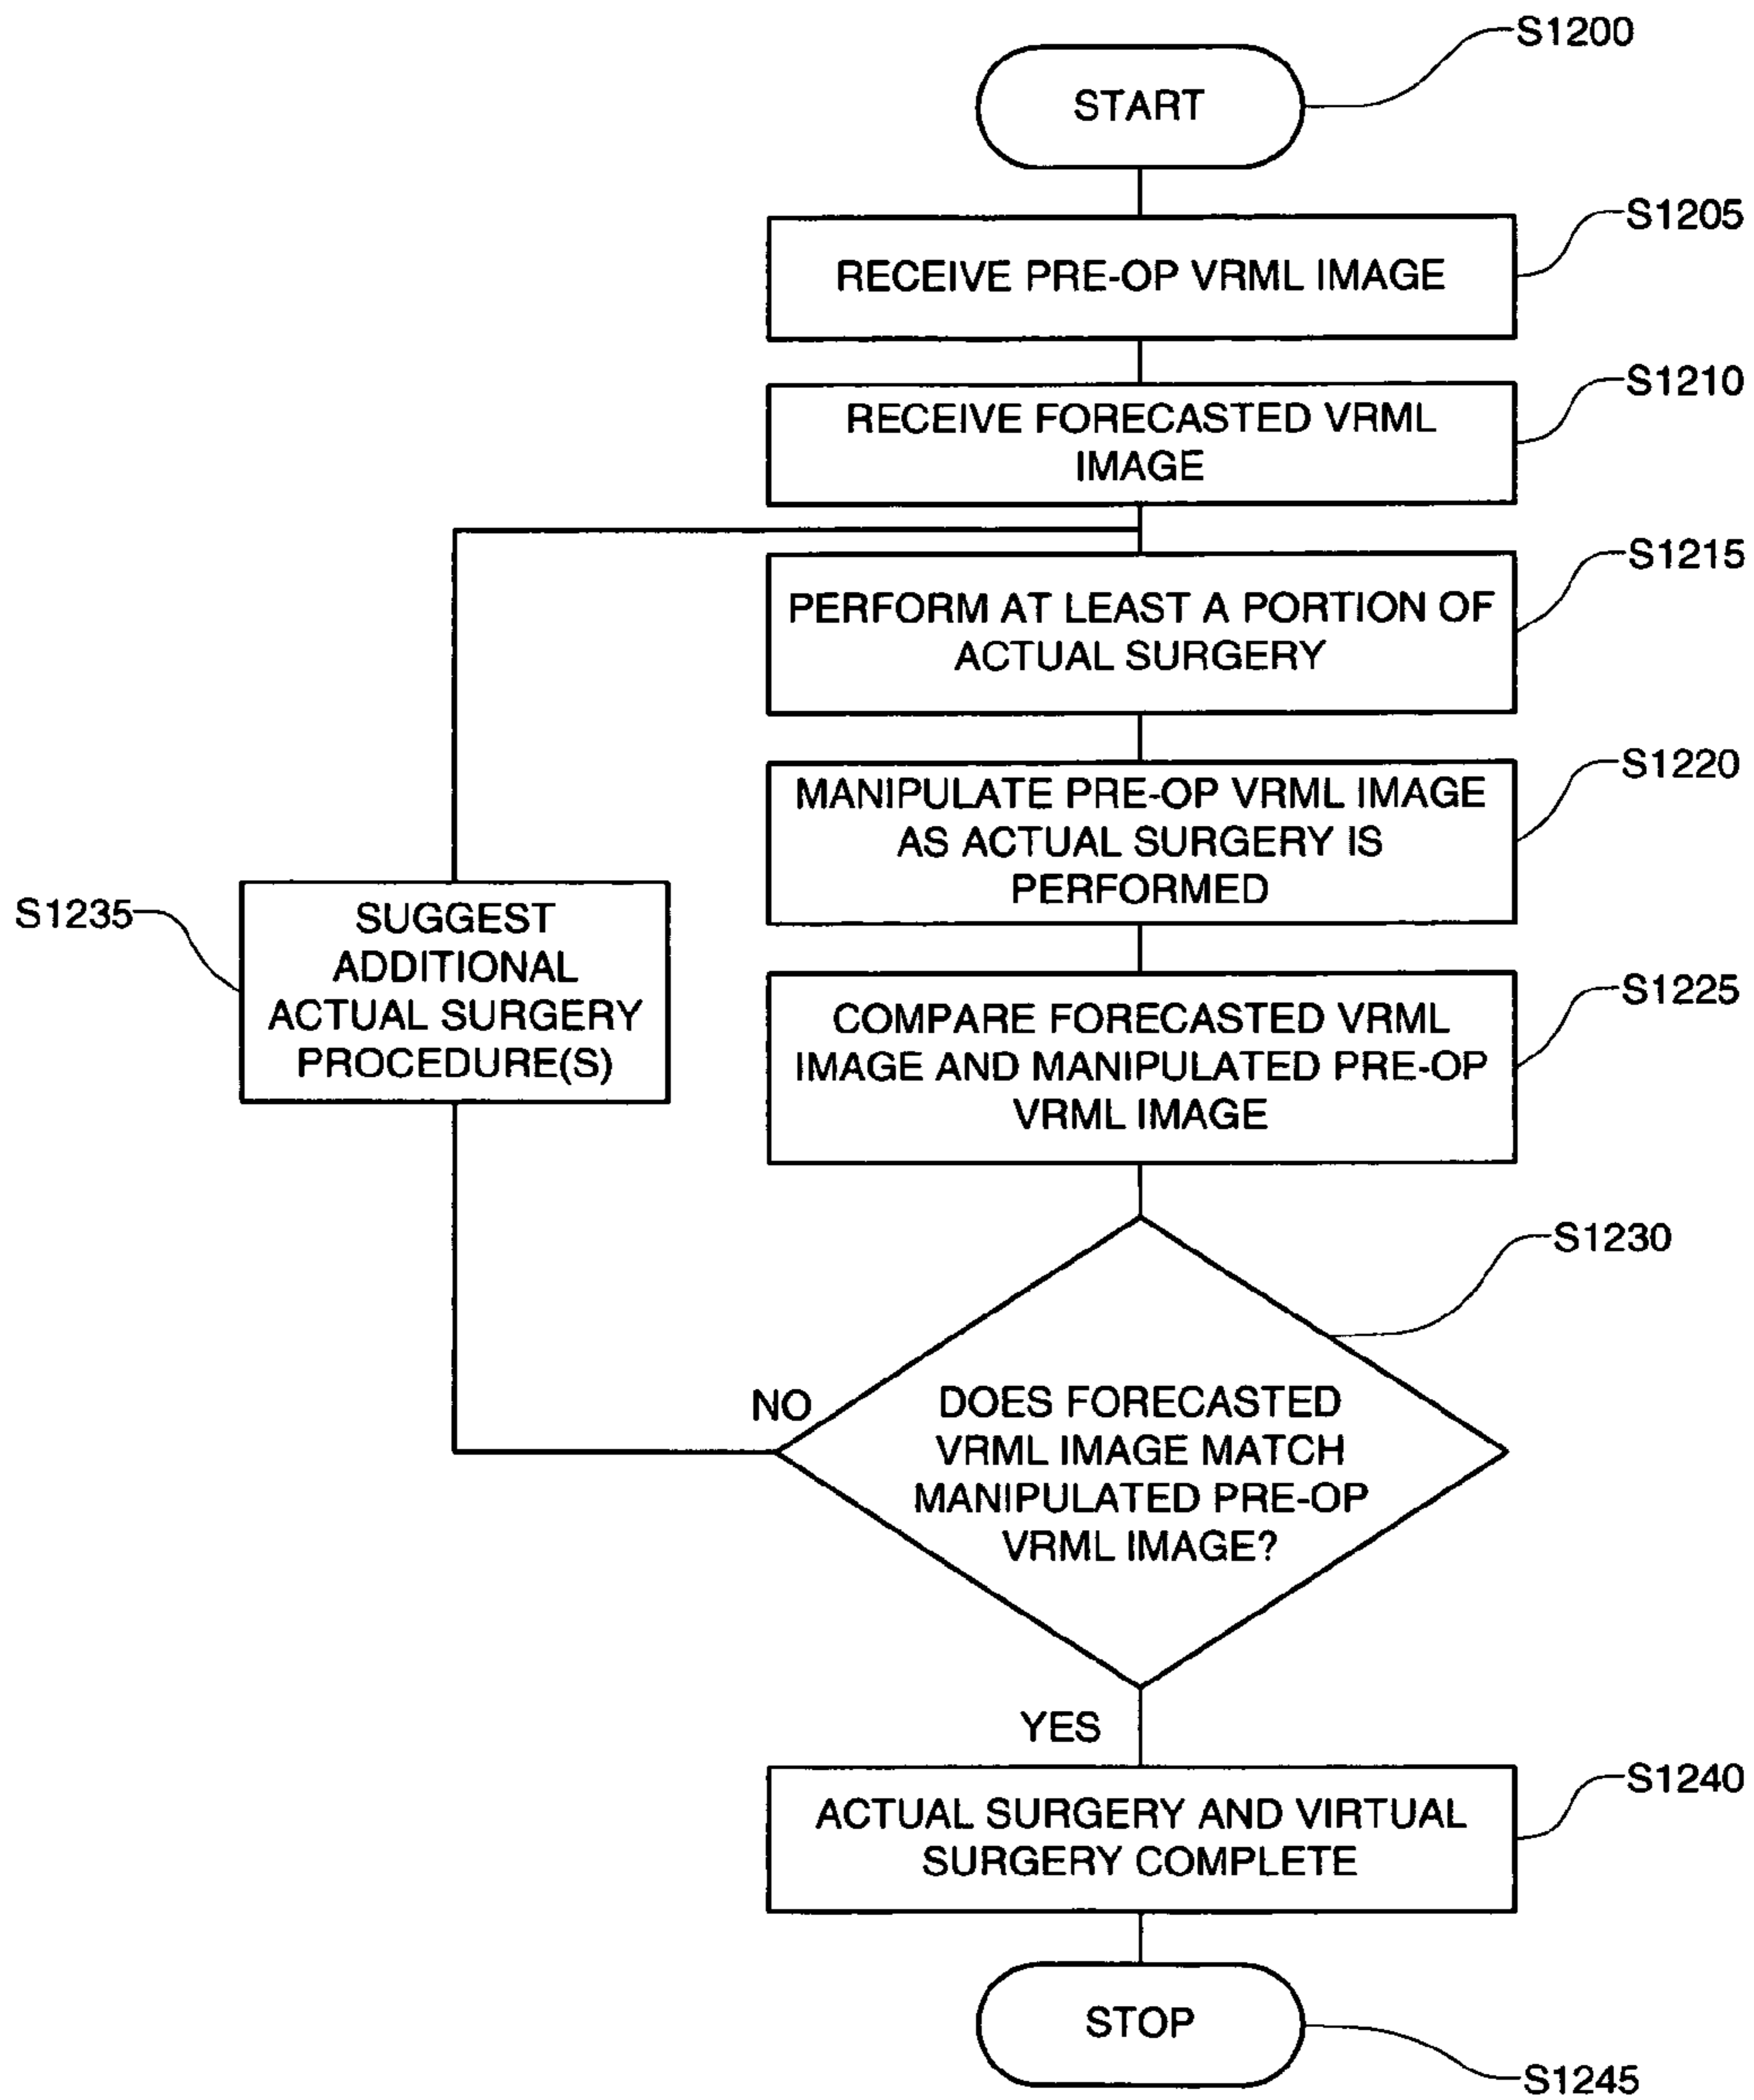 S1200
START
S1205
RECEIVE PRE-OP VRML IMAGE
S1210
RECEIVE FORECASTED VRML
IMAGE
S1215
PERFORM AT LEAST A PORTION OF
ACTUAL SURGERY
S1220
MANIPULATE PRE-OP VRML IMAGE
AS ACTUAL SURGERY IS
PERFORMED
S1235
SUGGEST
ADDITIONAL
ACTUAL SURGERY
PROCEDURE(S)
S1225
COMPARE FORECASTED VRML
IMAGE AND MANIPULATED PRE-OP
VRML IMAGE
S1230
NO
DOES FORECASTED
VRML IMAGE MATCH
MANIPULATED PRE-OP
VRML IMAGE?
YES
S1240
ACTUAL SURGERY AND VIRTUAL
SURGERY COMPLETE
STOP
S1245